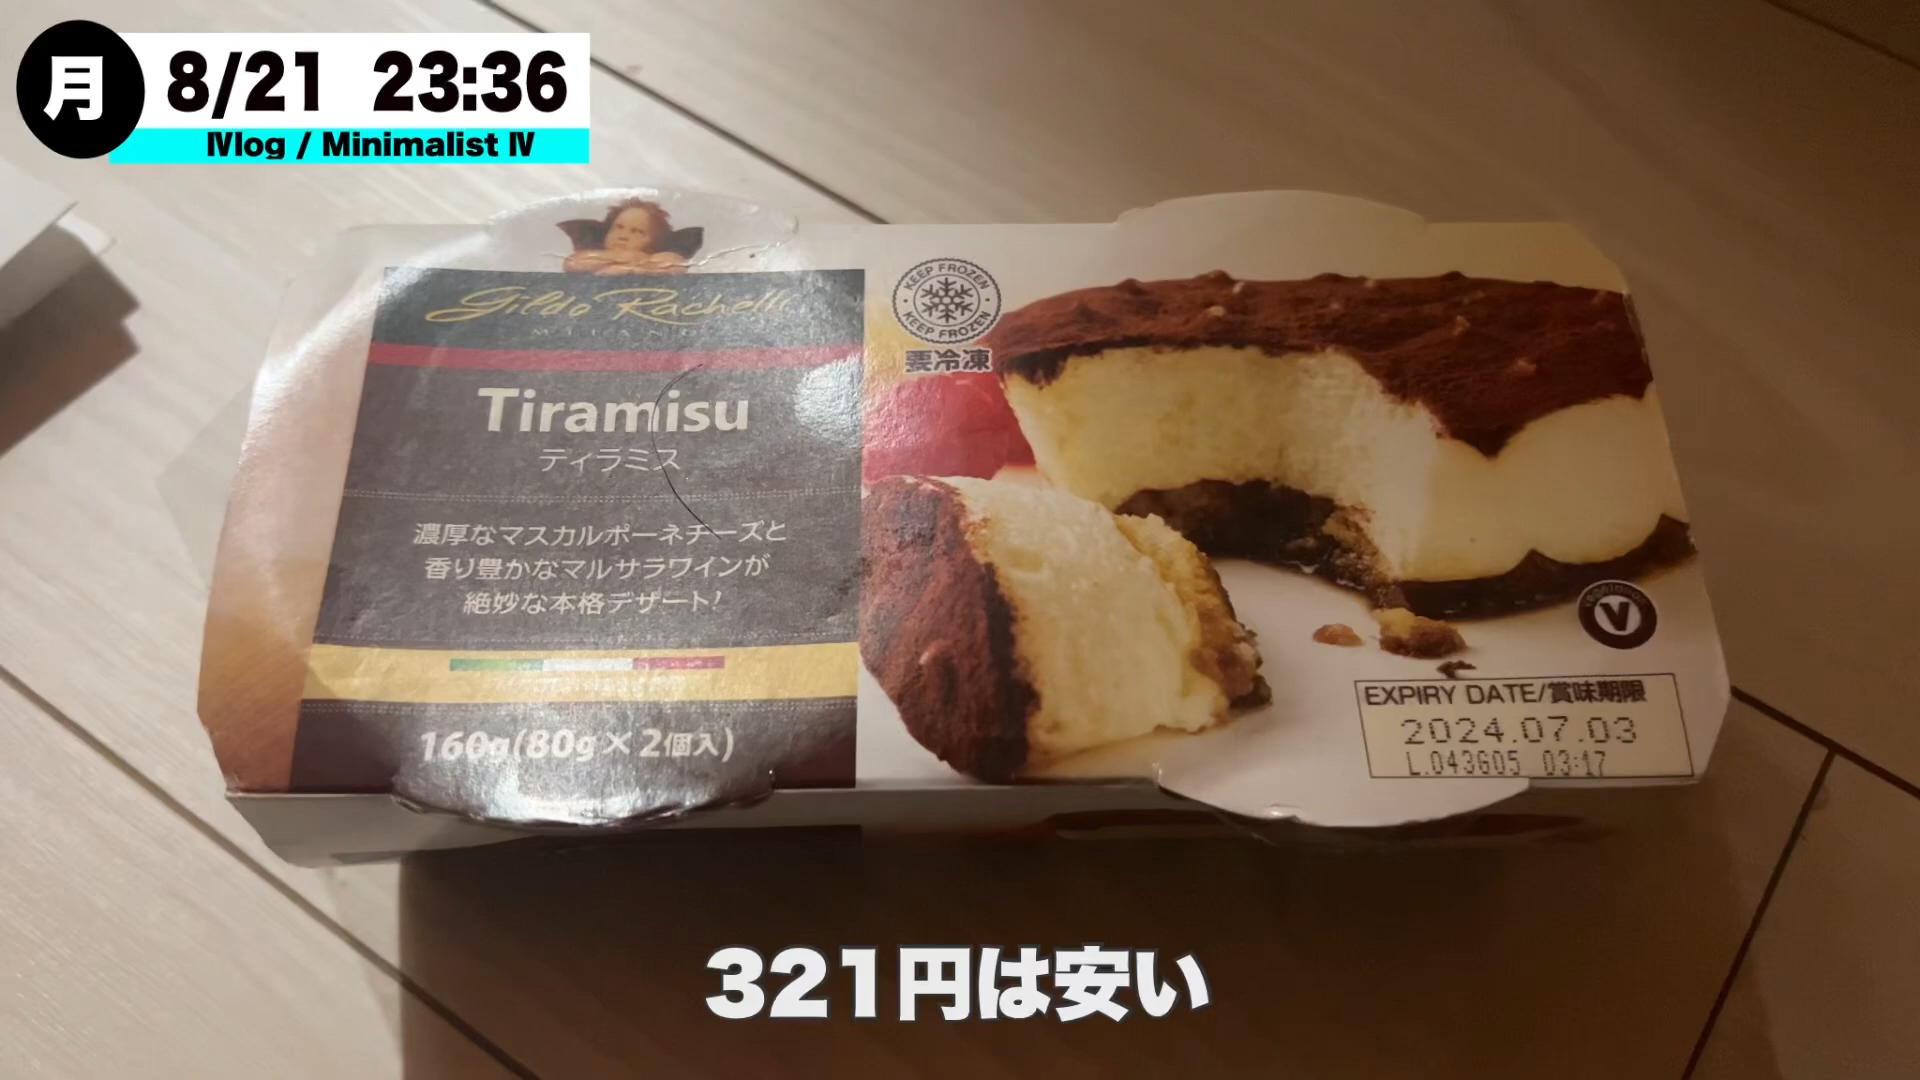 月
8/21 23:36
Ⅳlog / Minimalist Ⅳ
Gildo Rachelli
MILANO
KEEP FROZEN
KEEP FROZEN
要冷凍
Tiramisu
ティラミス
濃厚なマスカルポーネチーズと
香り豊かなマルサラワインが
絶妙な本格デザート!
160g(80g×2個入)
V
EXPIRY DATE/賞味期限
2024.07.03
L.043605 03:17
321円は安い